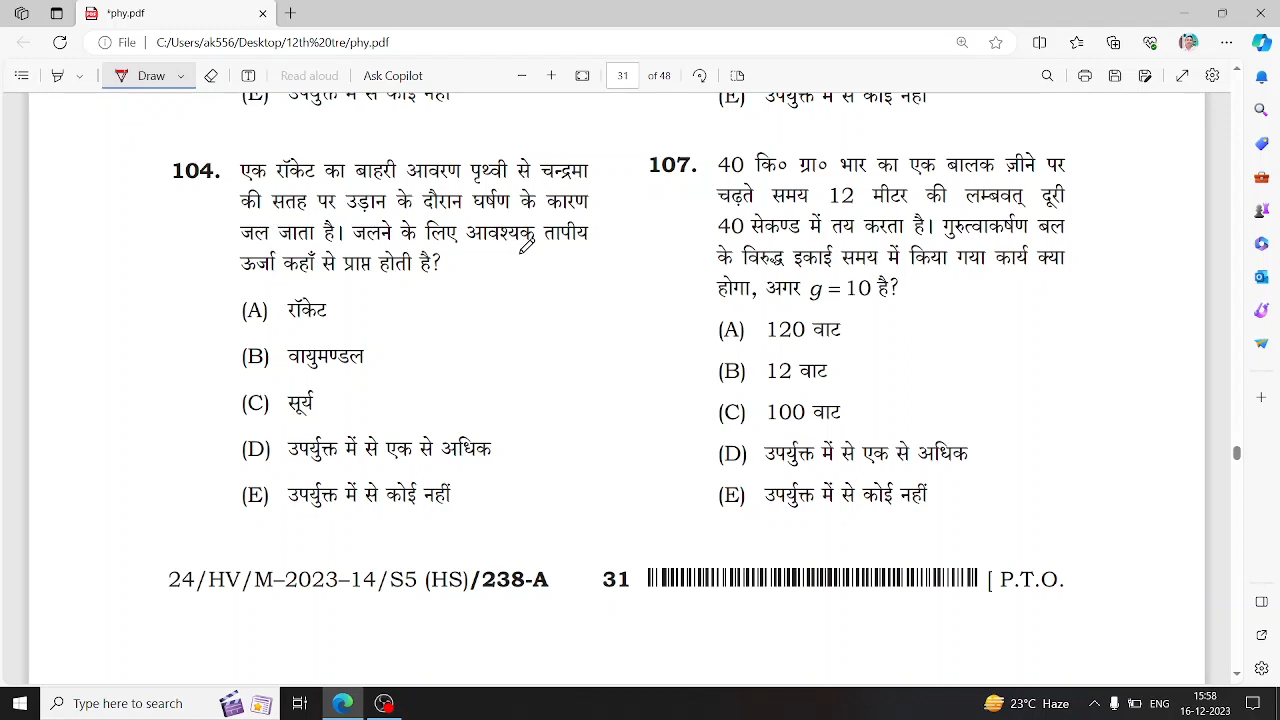 *phy.pdf
File C:/Users/ak556/Desktop/12th%20tre/phy.pdf
Draw Read aloud Ask Copilot 31 of 48
(E) उपर्युक्त में से कोई नहीं
(E) उपर्युक्त में से कोई नहीं
104. एक रॉकेट का बाहरी आवरण पृथ्वी से चन्द्रमा
की सतह पर उड़ान के दौरान घर्षण के कारण
जल जाता है। जलने के लिए आवश्यक तापीय
ऊर्जा कहाँ से प्राप्त होती है?
(A) रॉकेट
(B) वायुमण्डल
(C) सूर्य
(D) उपर्युक्त में से एक से अधिक
(E) उपर्युक्त में से कोई नहीं
107. 40 कि० ग्रा० भार का एक बालक ज़ीने पर
चढ़ते समय 12 मीटर की लम्बवत् दूरी
40 सेकण्ड में तय करता है। गुरुत्वाकर्षण बल
के विरुद्ध इकाई समय में किया गया कार्य क्या
होगा, अगर g = 10 है?
(A) 120 वाट
(B) 12 वाट
(C) 100 वाट
(D) उपर्युक्त में से एक से अधिक
(E) उपर्युक्त में से कोई नहीं
24/HV/M–2023–14/S5 (HS)/238-A 31 [ P.T.O.
Type here to search
23°C Haze
ENG
15:58
16-12-2023